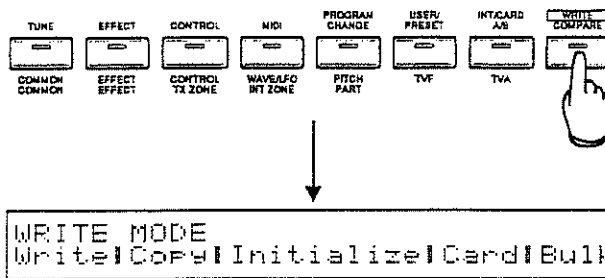 TUNE EFFECT CONTROL MIDI PROGRAM CHANGE USER/PRESET INT/CARD A/B WRITE COMPARE
COMMON EFFECT CONTROL WAVE/LFO PITCH TVF TVA
COMMON EFFECT TX ZONE INT ZONE PART
WRITE MODE
Write|Copy|Initialize|Card|Bulk